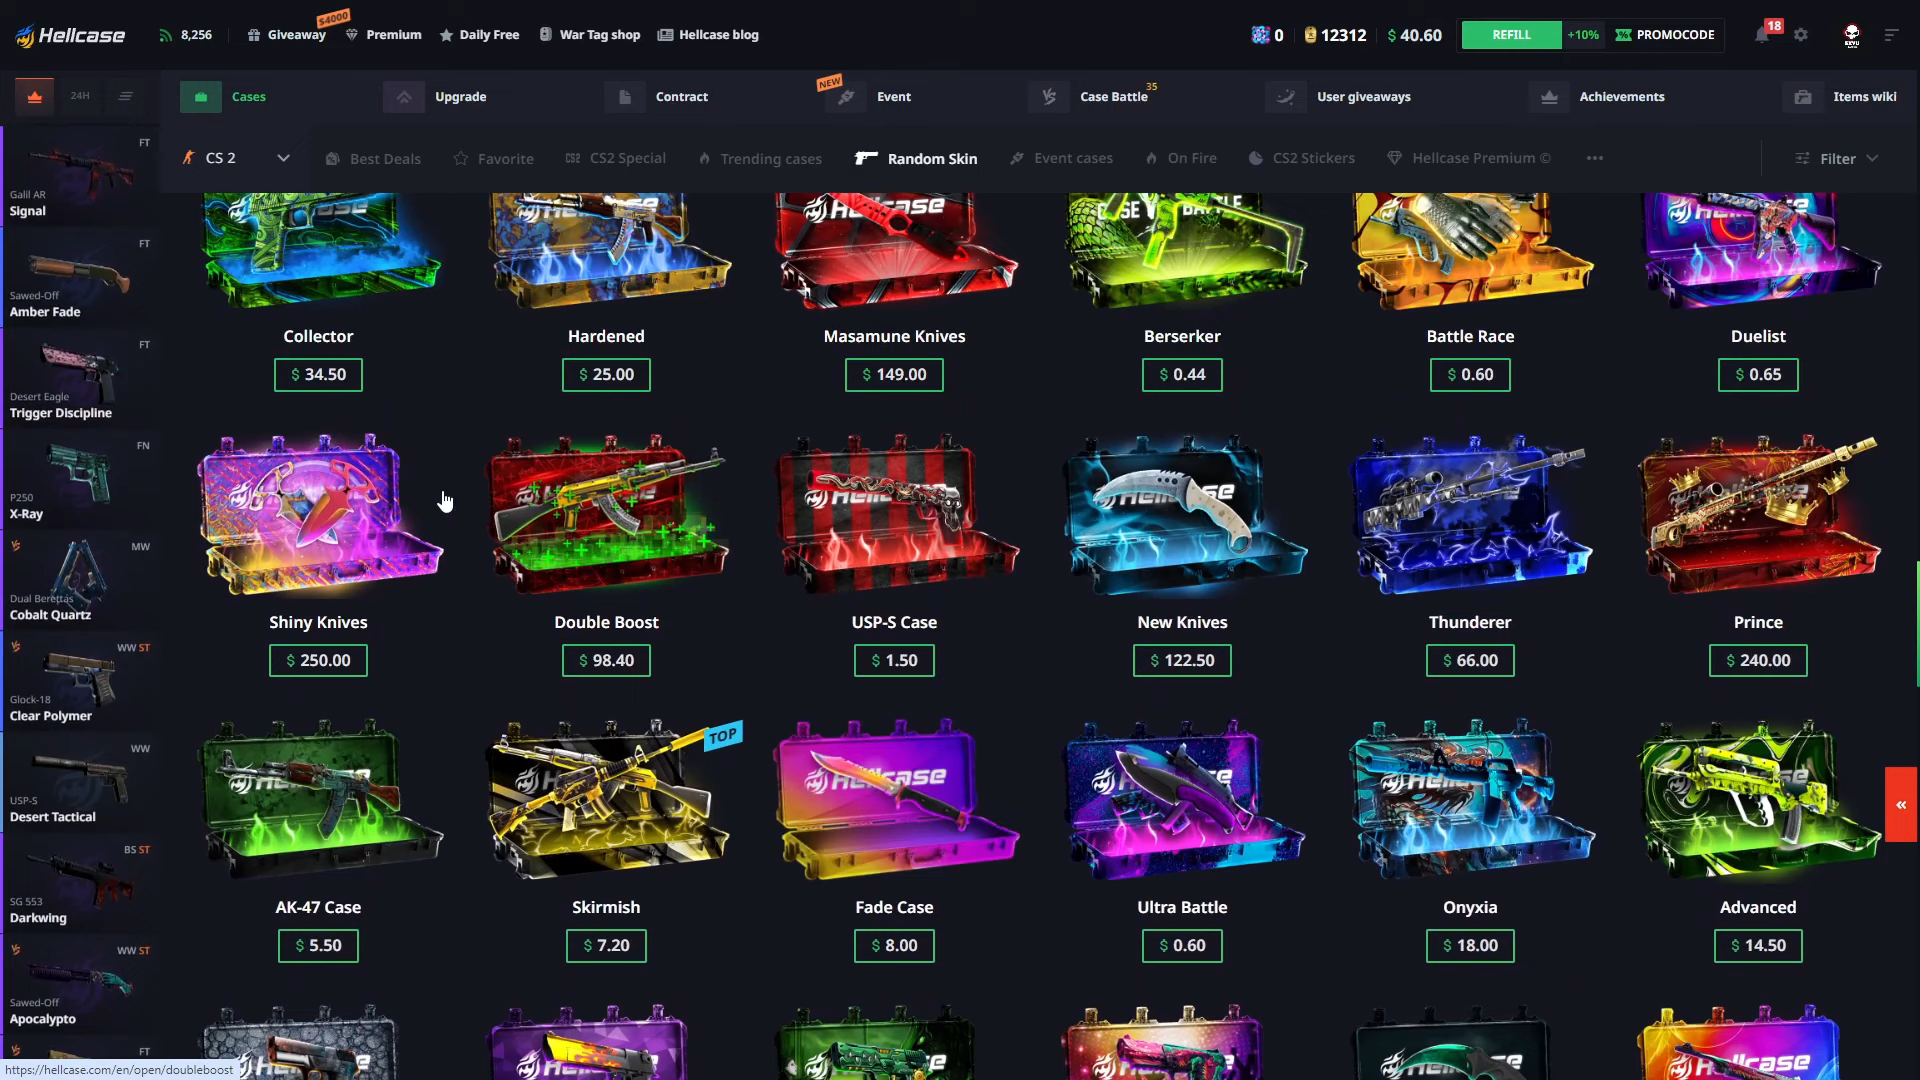 Hellcase
8,256
$4000
Giveaway
Premium
Daily Free
War Tag shop
Hellcase blog
0
12312
$ 40.60
REFILL
+10%
PROMOCODE
18
24H
Cases
Upgrade
Contract
NEW
Event
Case Battle
35
User giveaways
Achievements
Items wiki
CS 2
Best Deals
Favorite
CS2 Special
Trending cases
Random Skin
Event cases
On Fire
CS2 Stickers
Hellcase Premium ©
Filter
FT
Galil AR
Signal
FT
Sawed-Off
Amber Fade
FT
Desert Eagle
Trigger Discipline
FN
P250
X-Ray
MW
Dual Berettas
Cobalt Quartz
WW ST
Glock-18
Clear Polymer
WW
USP-S
Desert Tactical
BS ST
SG 553
Darkwing
WW ST
Sawed-Off
Apocalypto
FT
Collector
Hardened
Masamune Knives
Berserker
Battle Race
Duelist
$ 34.50
$ 25.00
$ 149.00
$ 0.44
$ 0.60
$ 0.65
Shiny Knives
Double Boost
USP-S Case
New Knives
Thunderer
Prince
$ 250.00
$ 98.40
$ 1.50
$ 122.50
$ 66.00
$ 240.00
TOP
AK-47 Case
Skirmish
Fade Case
Ultra Battle
Onyxia
Advanced
$ 5.50
$ 7.20
$ 8.00
$ 0.60
$ 18.00
$ 14.50
https://hellcase.com/en/open/doubleboost